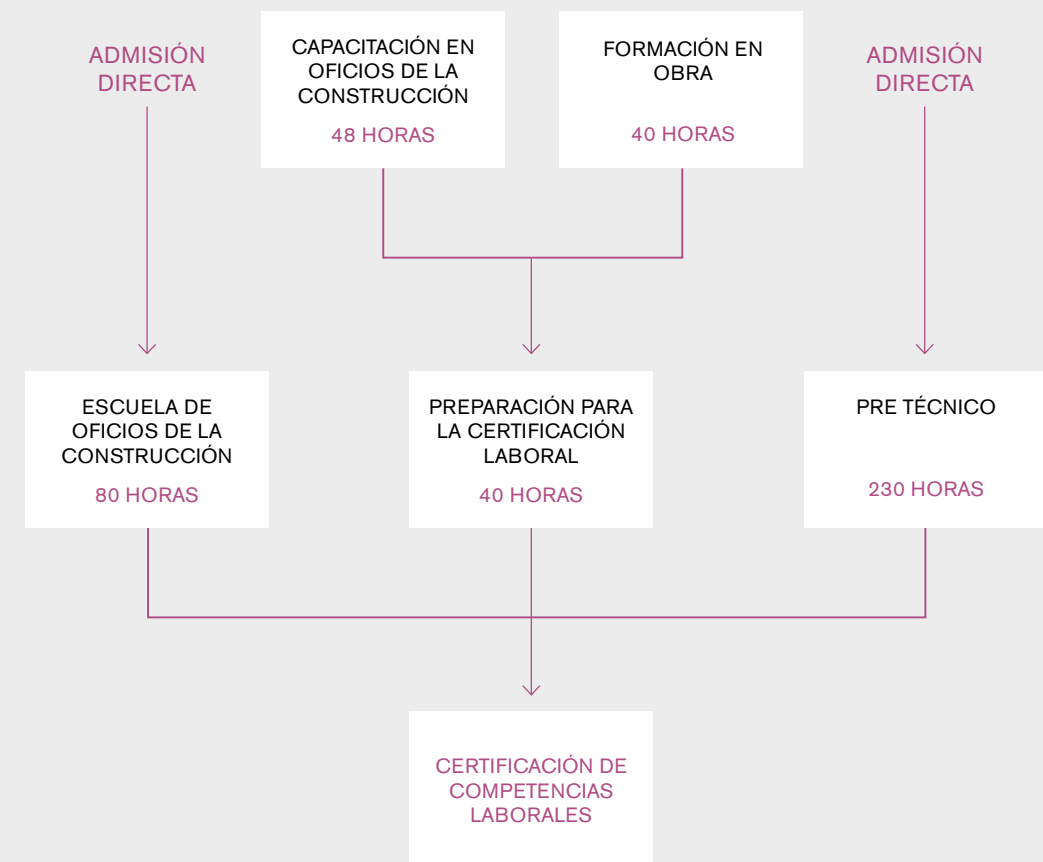 ADMISIÓN
DIRECTA
CAPACITACIÓN EN
OFICIOS DE LA
CONSTRUCCIÓN
48 HORAS
FORMACIÓN EN
OBRA
40 HORAS
ADMISIÓN
DIRECTA
ESCUELA DE
OFICIOS DE LA
CONSTRUCCIÓN
80 HORAS
PREPARACIÓN PARA
LA CERTIFICACIÓN
LABORAL
40 HORAS
PRE TÉCNICO
230 HORAS
CERTIFICACIÓN DE
COMPETENCIAS
LABORALES